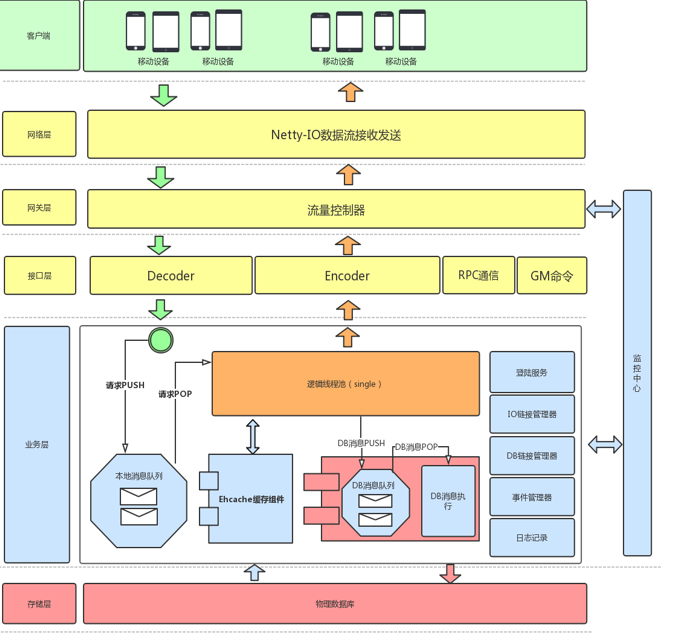 客户端
移动设备
移动设备
移动设备
移动设备
网络层
Netty-IO数据流接收发送
网关层
流量控制器
接口层
Decoder
Encoder
RPC通信
GM命令
监控中心
业务层
请求PUSH
请求POP
逻辑线程池（single ）
登陆服务
IO链接管理器
DB链接管理器
事件管理器
日志记录
DB消息PUSH
DB消息POP
本地消息队列
Ehcache缓存组件
DB消息队列
DB消息执
行
存储层
物理数据库